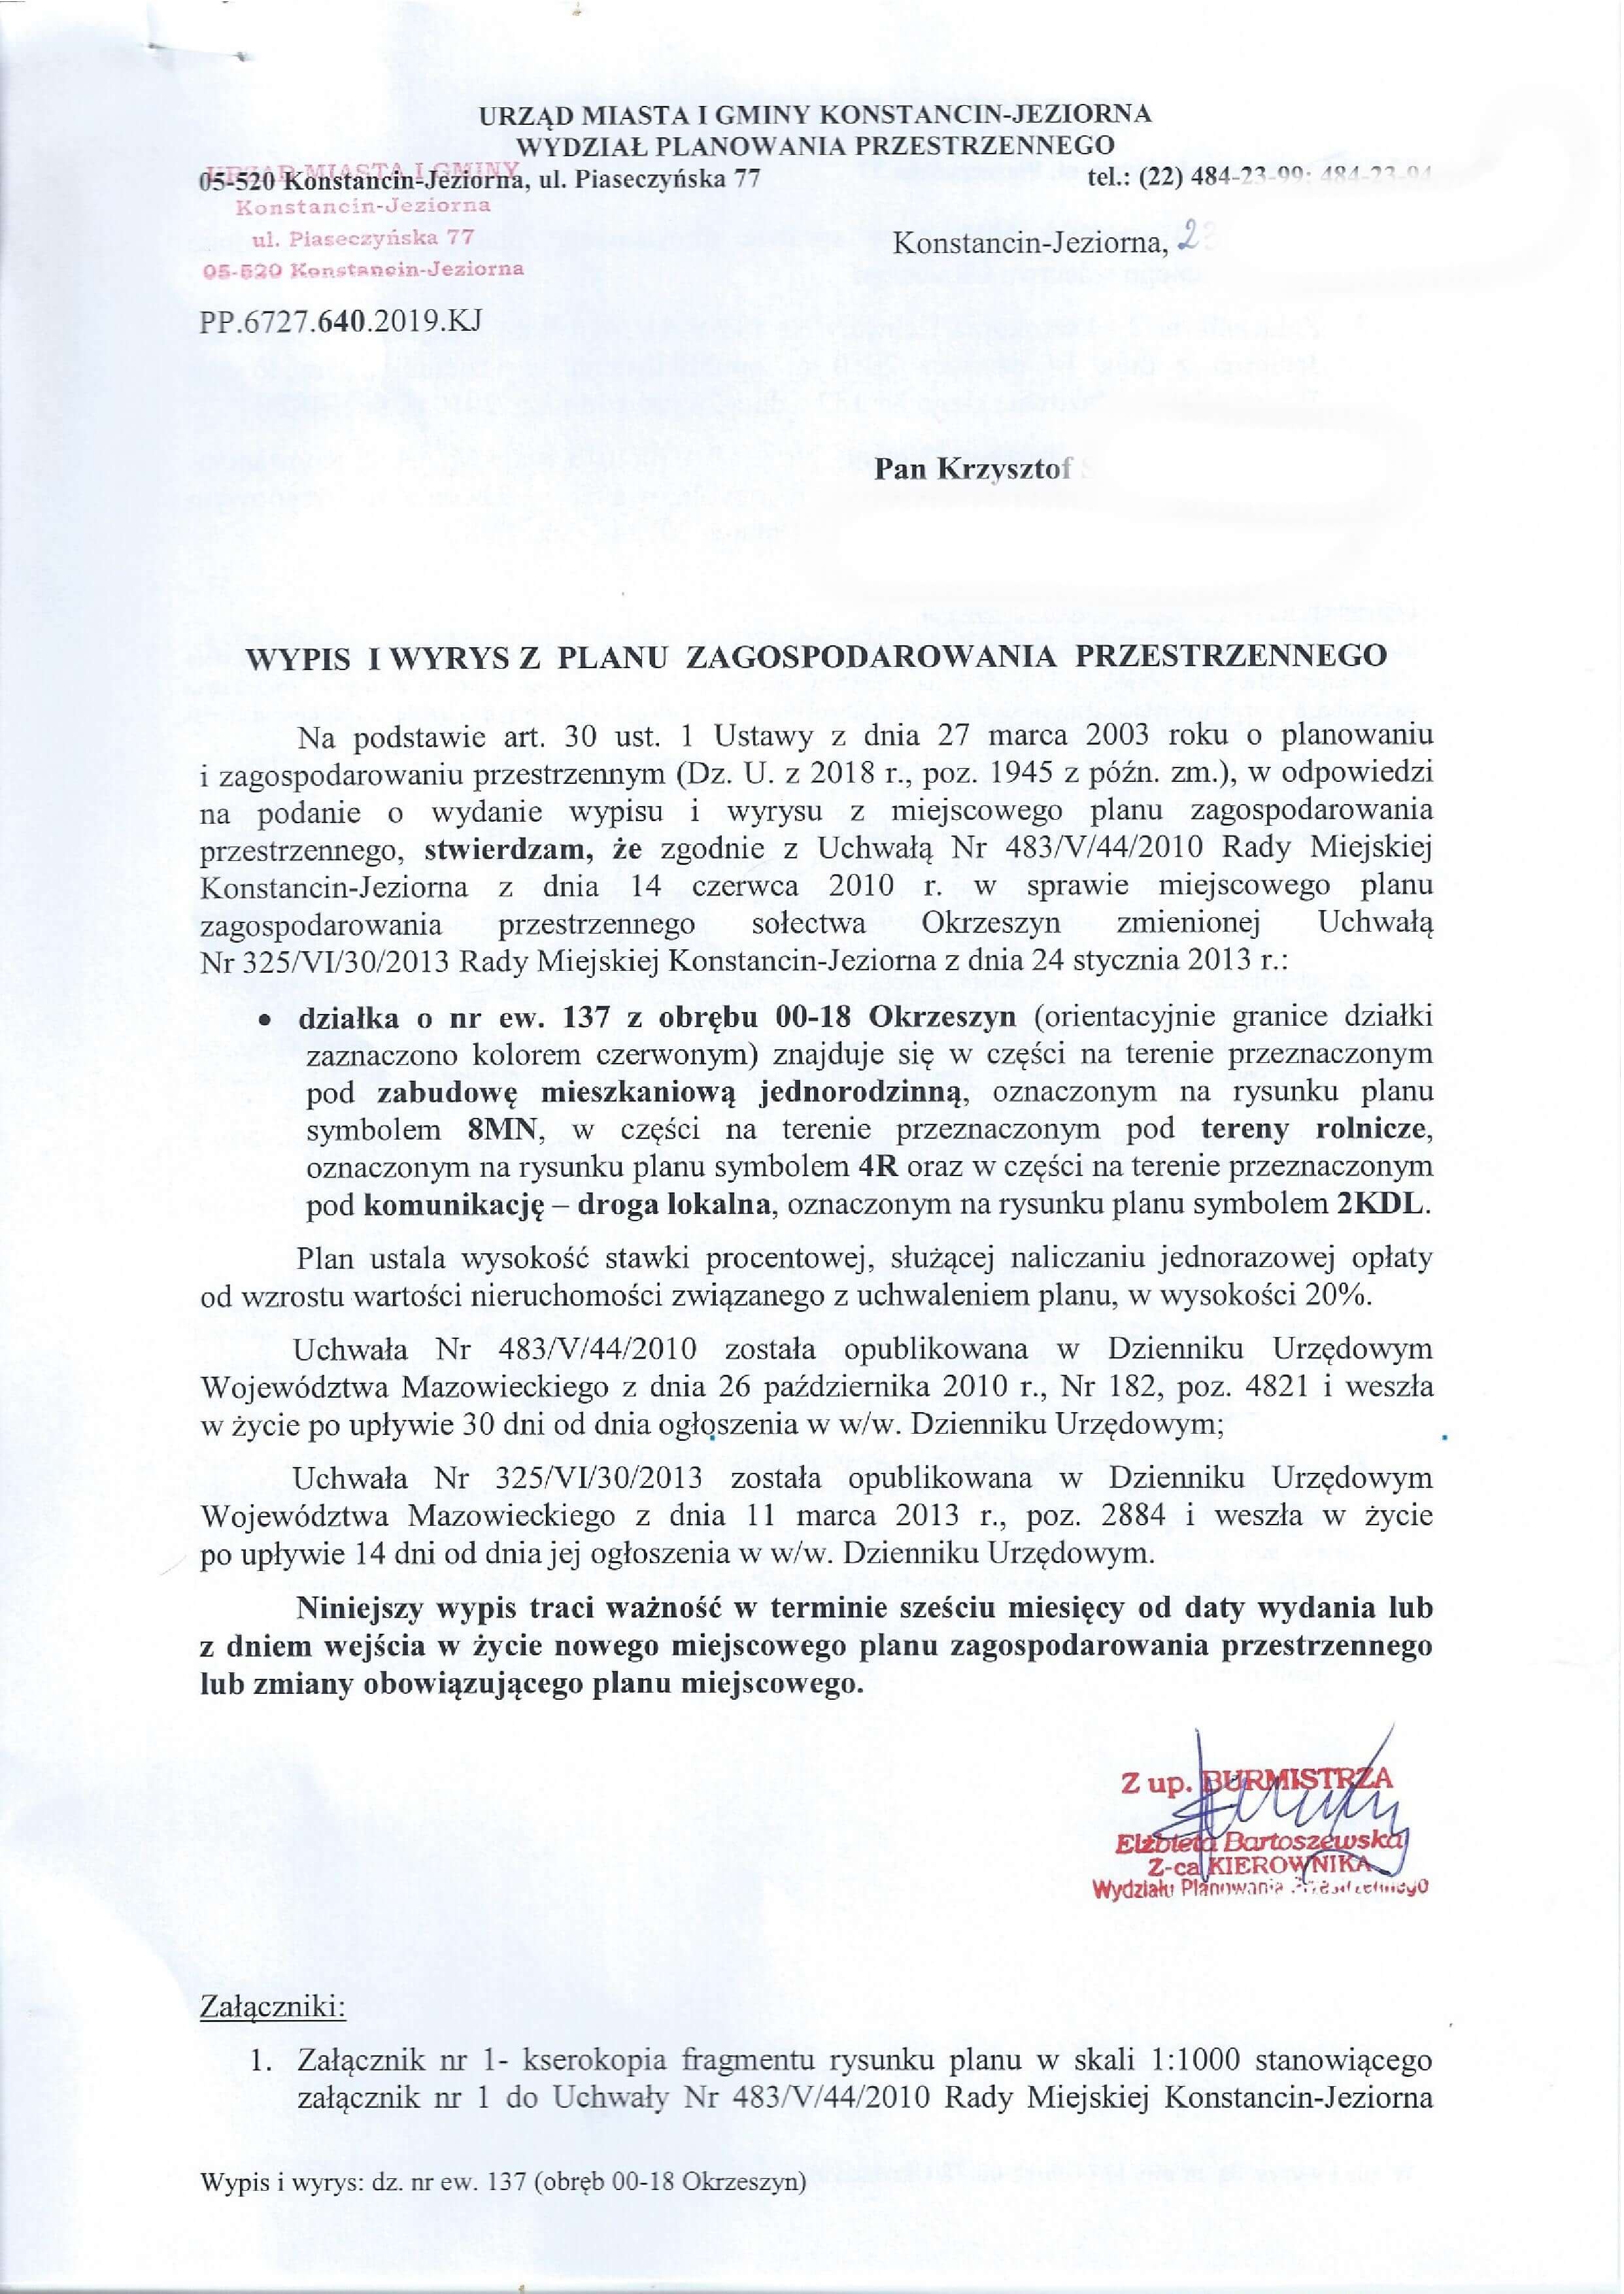 URZĄD MIASTA I GMINY KONSTANCIN-JEZIORNA
WYDZIAŁ PLANOWANIA PRZESTRZENNEGO
URZĄD MIASTA I GMINY
05-520 Konstancin-Jeziorna, ul. Piaseczyńska 77 tel.: (22) 484-23-99; 484-23-94
Konstancin-Jeziorna
ul. Piaseczyńska 77
05-520 Konstancin-Jeziorna
Konstancin-Jeziorna, 23
PP.6727.640.2019.KJ
Pan Krzysztof
WYPIS I WYRYS Z PLANU ZAGOSPODAROWANIA PRZESTRZENNEGO
Na podstawie art. 30 ust. 1 Ustawy z dnia 27 marca 2003 roku o planowaniu
i zagospodarowaniu przestrzennym (Dz. U. z 2018 r., poz. 1945 z późn. zm.), w odpowiedzi
na podanie o wydanie wypisu i wyrysu z miejscowego planu zagospodarowania
przestrzennego, stwierdzam, że zgodnie z Uchwałą Nr 483/V/44/2010 Rady Miejskiej
Konstancin-Jeziorna z dnia 14 czerwca 2010 r. w sprawie miejscowego planu
zagospodarowania przestrzennego sołectwa Okrzeszyn zmienionej Uchwałą
Nr 325/VI/30/2013 Rady Miejskiej Konstancin-Jeziorna z dnia 24 stycznia 2013 r.:
• działka o nr ew. 137 z obrębu 00-18 Okrzeszyn (orientacyjnie granice działki
zaznaczono kolorem czerwonym) znajduje się w części na terenie przeznaczonym
pod zabudowę mieszkaniową jednorodzinną, oznaczonym na rysunku planu
symbolem 8MN, w części na terenie przeznaczonym pod tereny rolnicze,
oznaczonym na rysunku planu symbolem 4R oraz w części na terenie przeznaczonym
pod komunikację – droga lokalna, oznaczonym na rysunku planu symbolem 2KDL.
Plan ustala wysokość stawki procentowej, służącej naliczaniu jednorazowej opłaty
od wzrostu wartości nieruchomości związanego z uchwaleniem planu, w wysokości 20%.
Uchwała Nr 483/V/44/2010 została opublikowana w Dzienniku Urzędowym
Województwa Mazowieckiego z dnia 26 października 2010 r., Nr 182, poz. 4821 i weszła
w życie po upływie 30 dni od dnia ogłoszenia w w/w. Dzienniku Urzędowym;
Uchwała Nr 325/VI/30/2013 została opublikowana w Dzienniku Urzędowym
Województwa Mazowieckiego z dnia 11 marca 2013 r., poz. 2884 i weszła w życie
po upływie 14 dni od dnia jej ogłoszenia w w/w. Dzienniku Urzędowym.
Niniejszy wypis traci ważność w terminie sześciu miesięcy od daty wydania lub
z dniem wejścia w życie nowego miejscowego planu zagospodarowania przestrzennego
lub zmiany obowiązującego planu miejscowego.
Z up. BURMISTRZA
Elżbieta Bartoszewska
Z-ca KIEROWNIKA
Wydziału Planowania Przestrzennego
Załączniki:
1. Załącznik nr 1- kserokopia fragmentu rysunku planu w skali 1:1000 stanowiącego
załącznik nr 1 do Uchwały Nr 483/V/44/2010 Rady Miejskiej Konstancin-Jeziorna
Wypis i wyrys: dz. nr ew. 137 (obręb 00-18 Okrzeszyn)